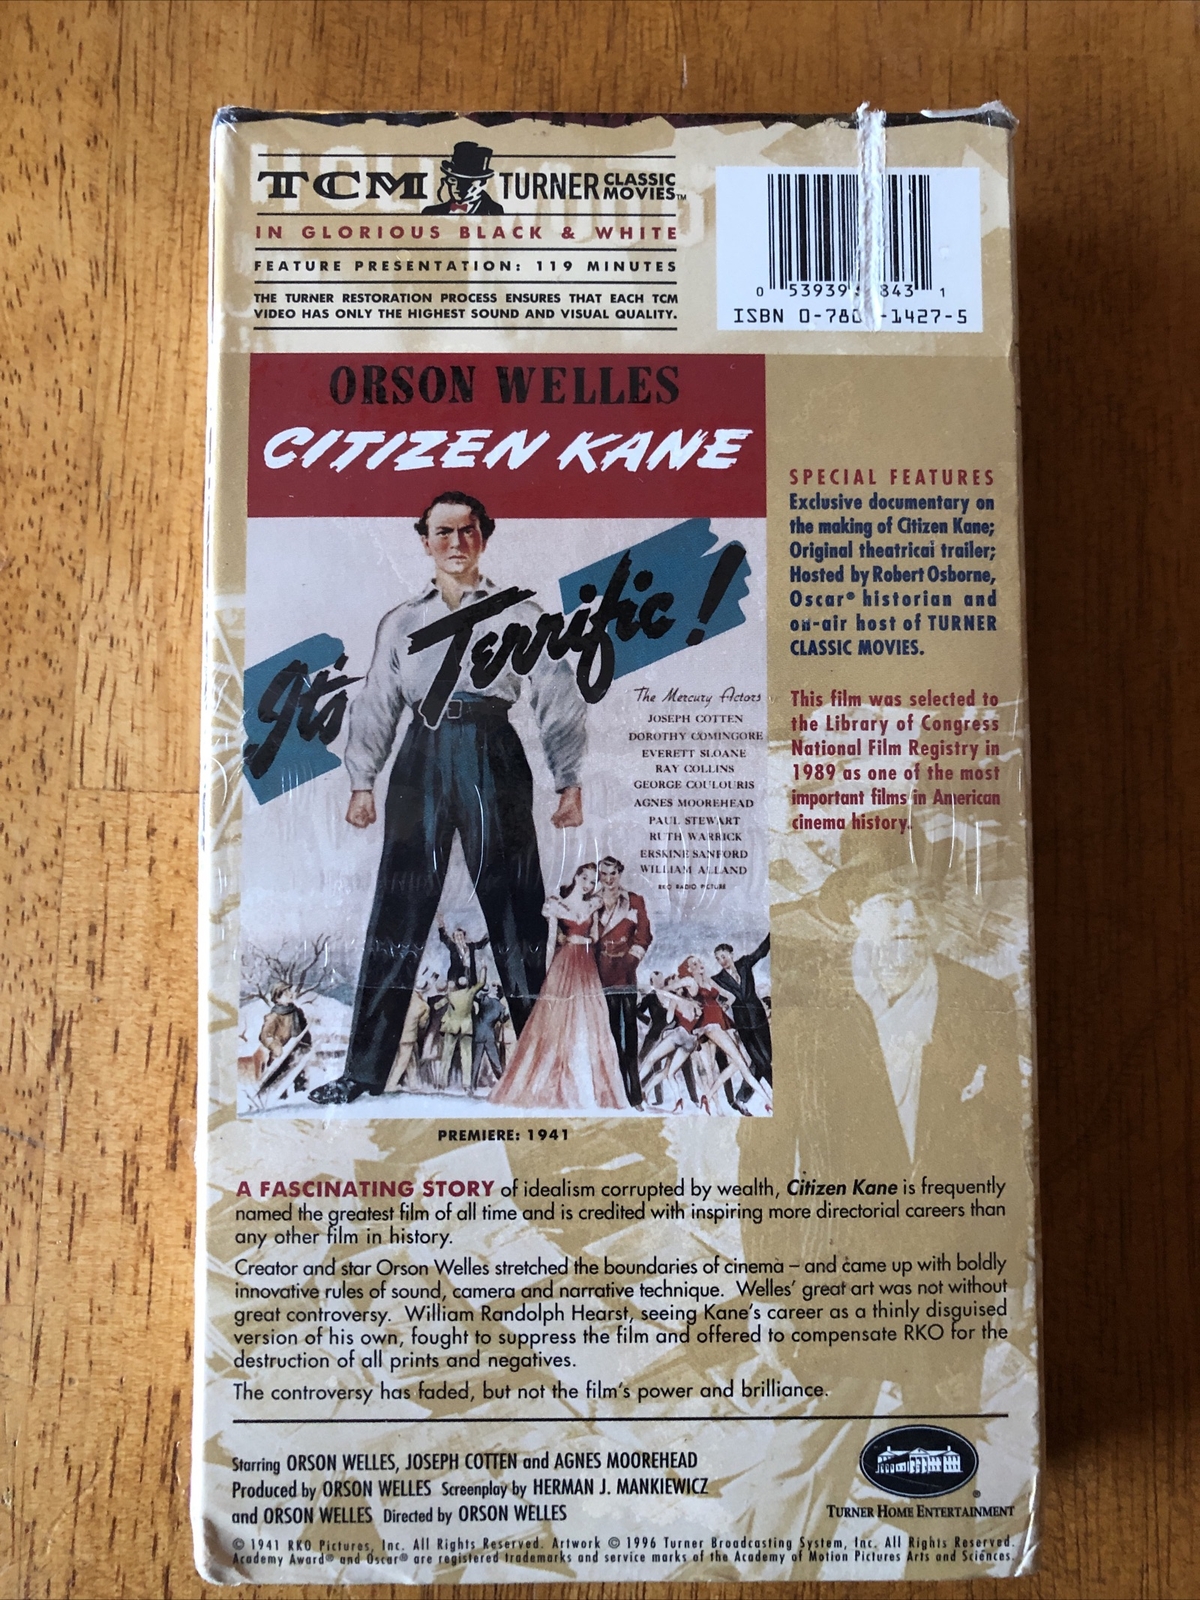 TCM TURNER CLASSIC MOVIES™
IN GLORIOUS BLACK & WHITE
FEATURE PRESENTATION: 119 MINUTES
THE TURNER RESTORATION PROCESS ENSURES THAT EACH TCM
VIDEO HAS ONLY THE HIGHEST SOUND AND VISUAL QUALITY.
0 53939 843 1
ISBN 0-780 -1427-5
ORSON WELLES
CITIZEN KANE
It's Terrific!
The Mercury Actors
JOSEPH COTTEN
DOROTHY COMINGORE
EVERETT SLOANE
RAY COLLINS
GEORGE COULOURIS
AGNES MOOREHEAD
PAUL STEWART
RUTH WARRICK
ERSKINE SANFORD
WILLIAM ALLAND
RKO RADIO PICTURE
PREMIERE: 1941
SPECIAL FEATURES
Exclusive documentary on
the making of Citizen Kane;
Original theatrical trailer;
Hosted by Robert Osborne,
Oscar® historian and
on-air host of TURNER
CLASSIC MOVIES.
This film was selected to
the Library of Congress
National Film Registry in
1989 as one of the most
important films in American
cinema history.
A FASCINATING STORY of idealism corrupted by wealth, Citizen Kane is frequently
named the greatest film of all time and is credited with inspiring more directorial careers than
any other film in history.
Creator and star Orson Welles stretched the boundaries of cinema – and came up with boldly
innovative rules of sound, camera and narrative technique. Welles' great art was not without
great controversy. William Randolph Hearst, seeing Kane's career as a thinly disguised
version of his own, fought to suppress the film and offered to compensate RKO for the
destruction of all prints and negatives.
The controversy has faded, but not the film's power and brilliance.
Starring ORSON WELLES, JOSEPH COTTEN and AGNES MOOREHEAD
Produced by ORSON WELLES Screenplay by HERMAN J. MANKIEWICZ
and ORSON WELLES Directed by ORSON WELLES
®
TURNER HOME ENTERTAINMENT
© 1941 RKO Pictures, Inc. All Rights Reserved. Artwork © 1996 Turner Broadcasting System, Inc. All Rights Reserved.
Academy Award® and Oscar® are registered trademarks and service marks of the Academy of Motion Pictures Arts and Sciences.